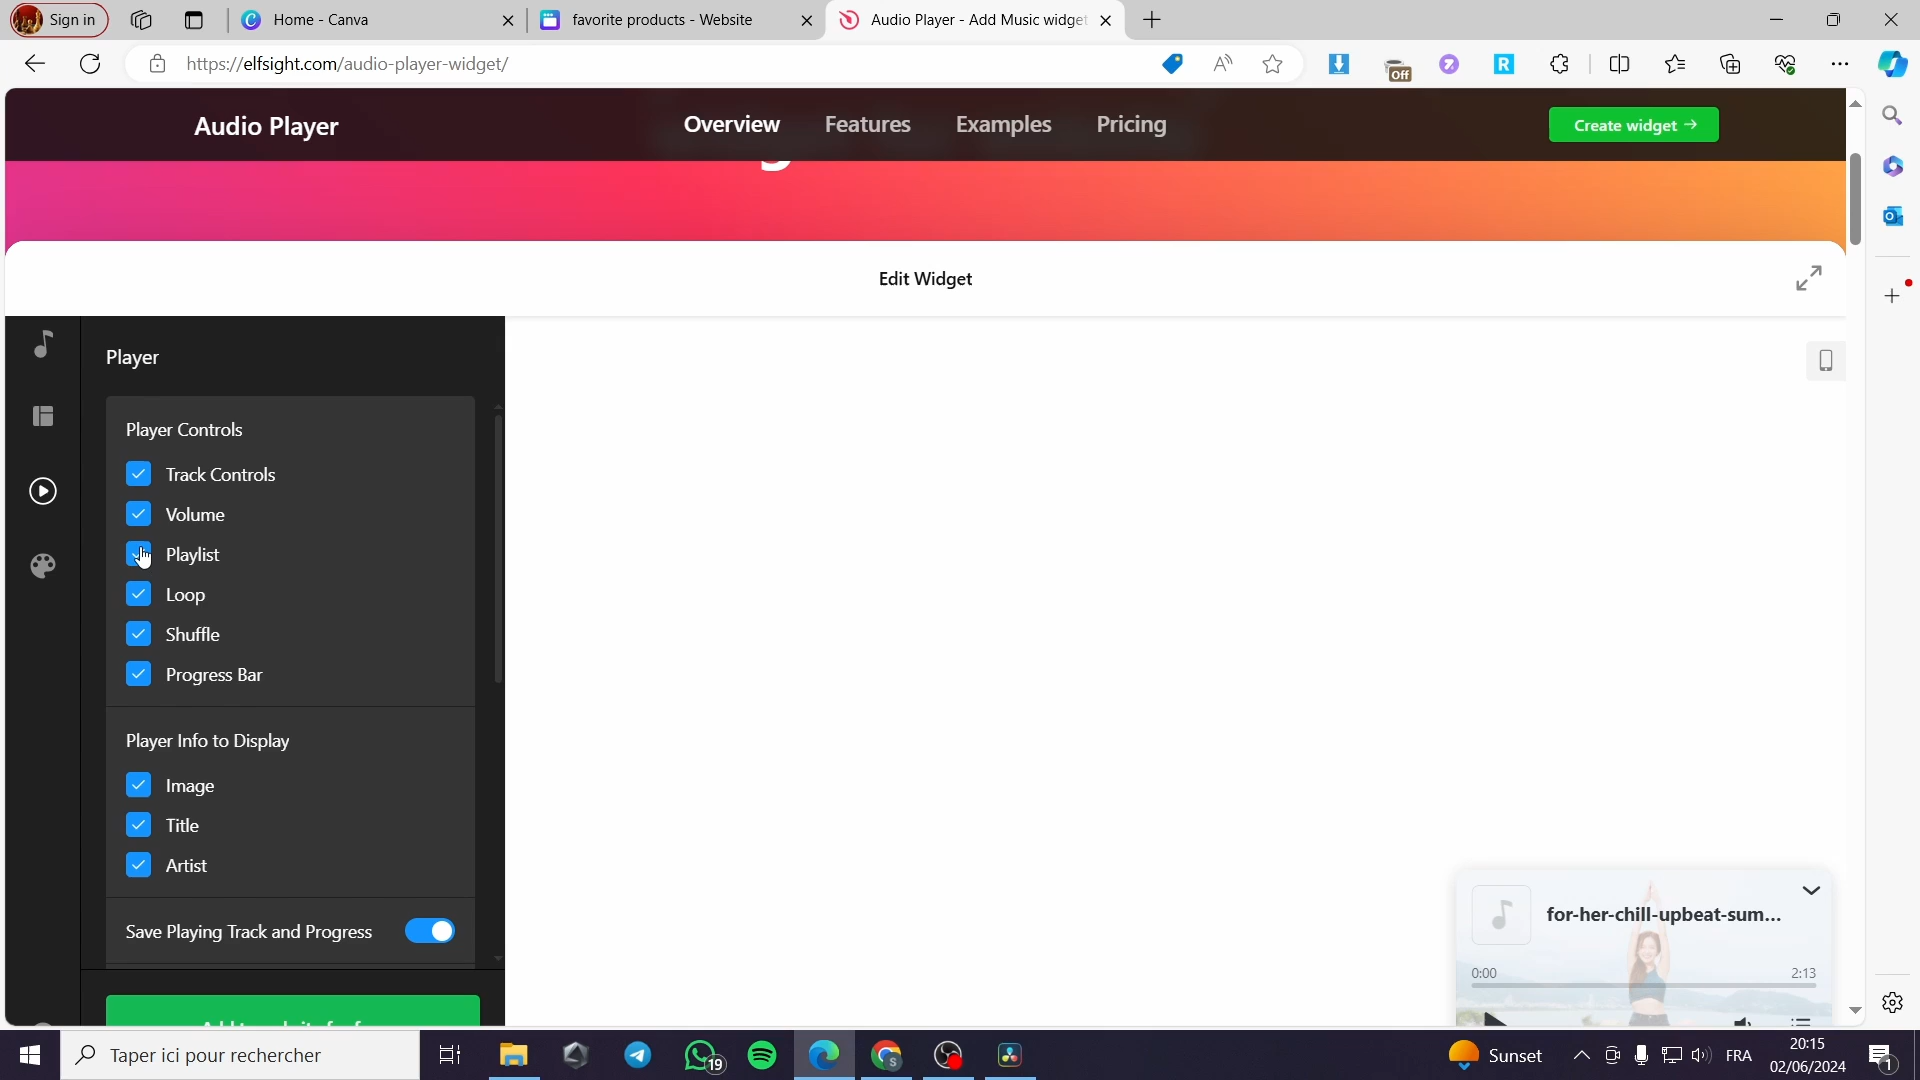 Sign in
Home - Canva
favorite products - Website
Audio Player - Add Music widget
https://elfsight.com/audio-player-widget/
Off
Audio Player
Overview
Features
Examples
Pricing
Create widget →
Edit Widget
Player
Player Controls
Track Controls
Volume
Playlist
Loop
Shuffle
Progress Bar
Player Info to Display
Image
Title
Artist
Save Playing Track and Progress
for-her-chill-upbeat-sum...
0:00
2:13
Taper ici pour rechercher
19
Sunset
FRA
20:15
02/06/2024
1